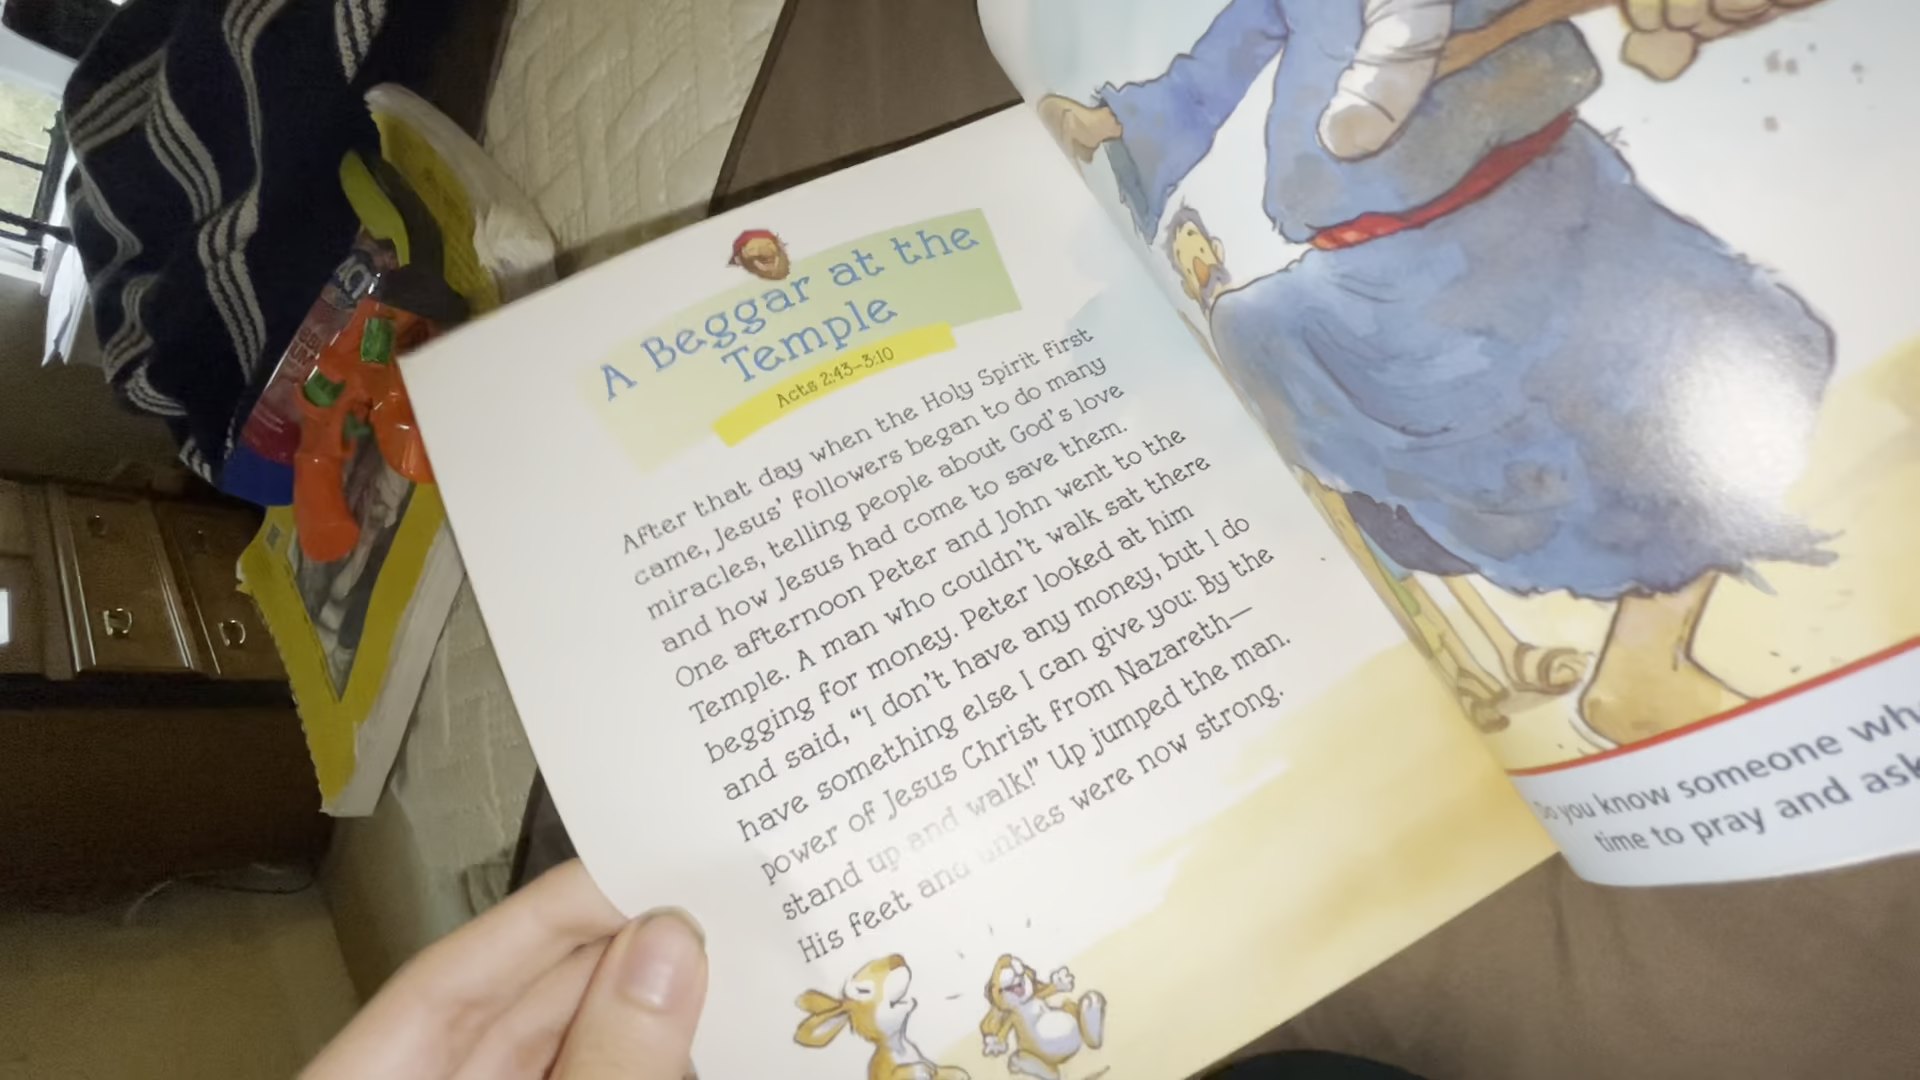 A Beggar at the
Temple
Acts 2:43–3:10
After that day when the Holy Spirit first
came, Jesus' followers began to do many
miracles, telling people about God's love
and how Jesus had come to save them.
One afternoon Peter and John went to the
Temple. A man who couldn't walk sat there
begging for money. Peter looked at him
and said, “I don't have any money, but I do
have something else I can give you: By the
power of Jesus Christ from Nazareth—
stand up and walk!” Up jumped the man.
His feet and ankles were now strong.
Do you know someone
time to pray and ask